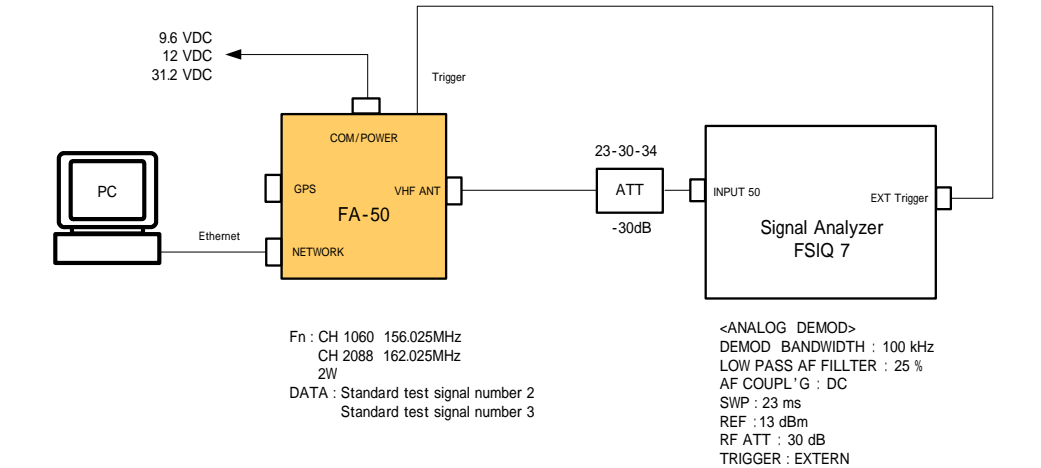 9.6 VDC
12 VDC
31.2 VDC
Trigger
COM/POWER
23-30-34
PC
GPS
VHF ANT
ATT
INPUT 50
EXT Trigger
FA-50
-30dB
Signal Analyzer
FSIQ 7
Ethernet
NETWORK
Fn : CH 1060 156.025MHz
CH 2088 162.025MHz
2W
DATA : Standard test signal number 2
Standard test signal number 3
<ANALOG DEMOD>
DEMOD BANDWIDTH : 100 kHz
LOW PASS AF FILLTER : 25 %
AF COUPL'G : DC
SWP : 23 ms
REF : 13 dBm
RF ATT : 30 dB
TRIGGER : EXTERN